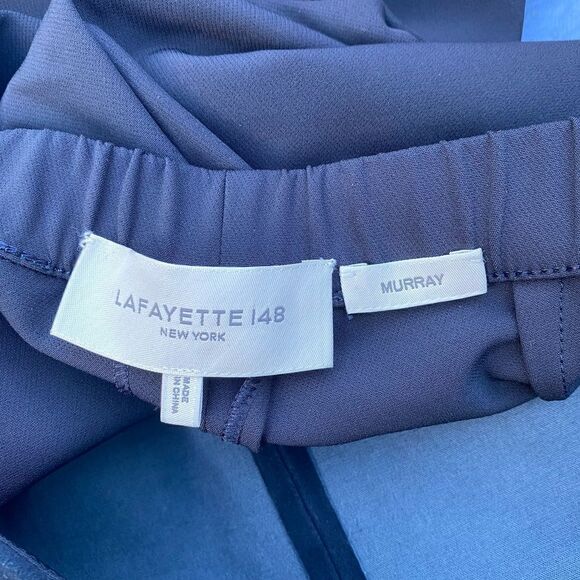 LAFAYETTE 148
NEW YORK
MURRAY
MADE
IN CHINA